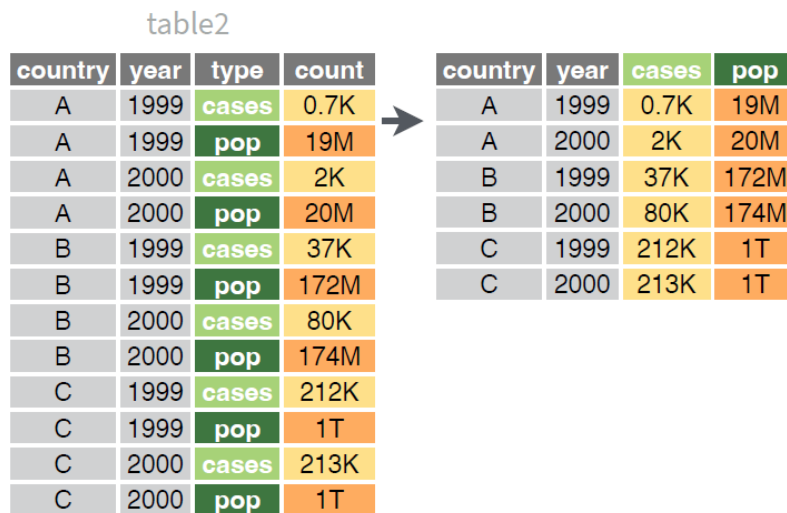 table2
country year type count
A 1999 cases 0.7K
A 1999 pop 19M
A 2000 cases 2K
A 2000 pop 20M
B 1999 cases 37K
B 1999 pop 172M
B 2000 cases 80K
B 2000 pop 174M
C 1999 cases 212K
C 1999 pop 1T
C 2000 cases 213K
C 2000 pop 1T
country year cases pop
A 1999 0.7K 19M
A 2000 2K 20M
B 1999 37K 172M
B 2000 80K 174M
C 1999 212K 1T
C 2000 213K 1T